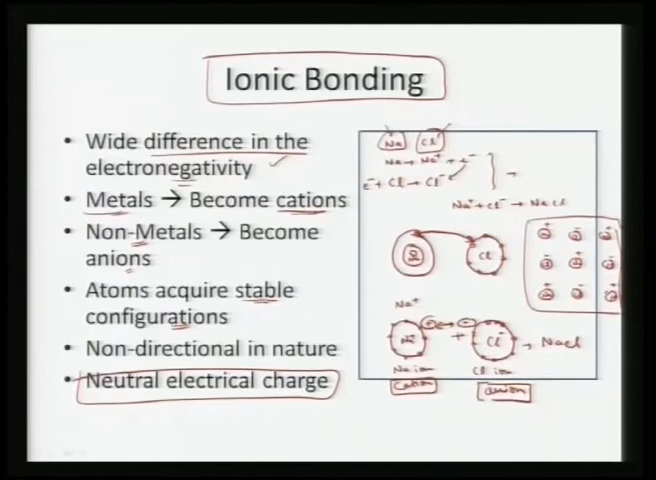 Ionic Bonding
• Wide difference in the
electronegativity
• Metals → Become cations
• Non-Metals → Become
anions
• Atoms acquire stable
configurations
• Non-directional in nature
• Neutral electrical charge
Na Cl
Na → Na⁺ + e⁻
e⁻ + Cl → Cl⁻
Na⁺ + Cl⁻ → NaCl
Cl
Na⁺
Cl → NaCl
Na ion Cl ion
Cation anion